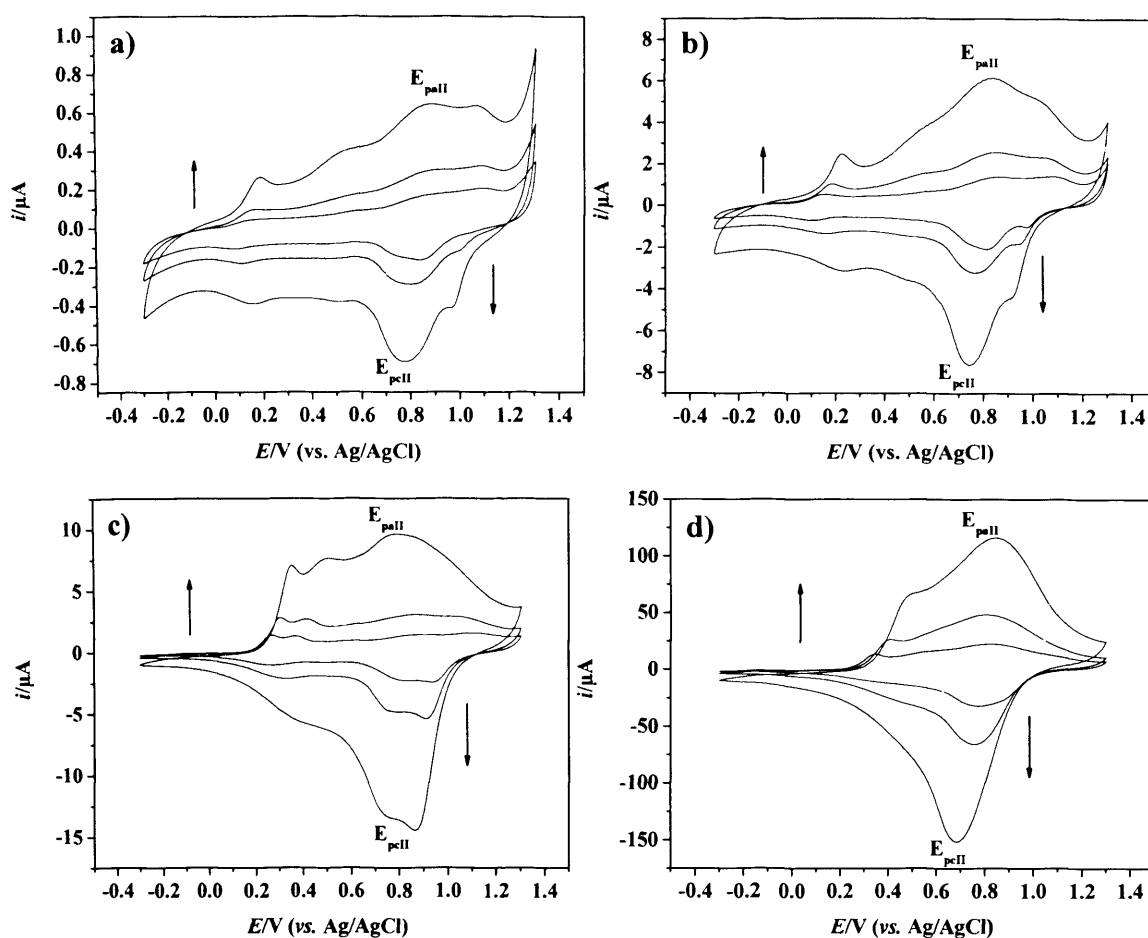 a)
E_paII
E_pcII
1.0
0.8
0.6
0.4
0.2
0.0
-0.2
-0.4
-0.6
-0.8
i/µA
-0.4 -0.2 0.0 0.2 0.4 0.6 0.8 1.0 1.2 1.4
E/V (vs. Ag/AgCl)
b)
E_paII
E_pcII
8
6
4
2
0
-2
-4
-6
-8
i/µA
-0.2 0.0 0.2 0.4 0.6 0.8 1.0 1.2 1.4
E/V (vs. Ag/AgCl)
c)
E_paII
E_pcII
10
5
0
-5
-10
-15
i/µA
-0.4 -0.2 0.0 0.2 0.4 0.6 0.8 1.0 1.2 1.4
E/V (vs. Ag/AgCl)
d)
E_paII
E_pcII
150
100
50
0
-50
-100
-150
i/µA
-0.2 0.0 0.2 0.4 0.6 0.8 1.0 1.2 1.4
E/V (vs. Ag/AgCl)